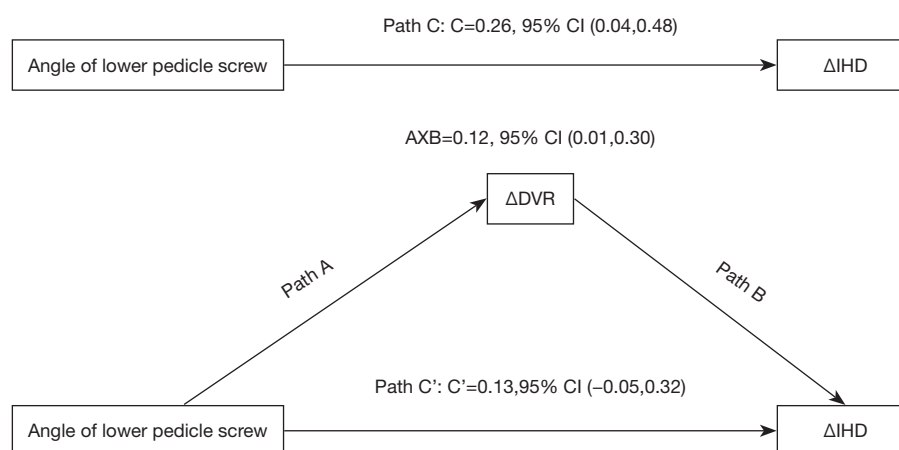 Path C: C=0.26, 95% CI (0.04,0.48)
Angle of lower pedicle screw
ΔIHD
AXB=0.12, 95% CI (0.01,0.30)
ΔDVR
Path A
Path B
Path C’: C’=0.13,95% CI (−0.05,0.32)
Angle of lower pedicle screw
ΔIHD